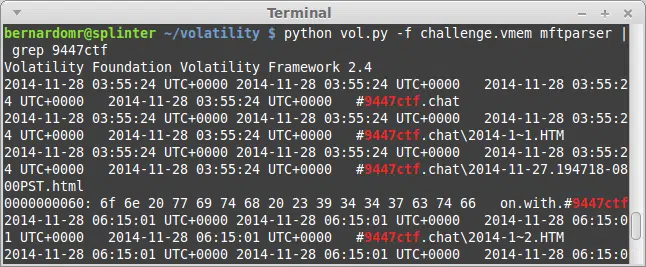 Terminal
bernardomr@splinter ~/volatility $ python vol.py -f challenge.vmem mftparser |
 grep 9447ctf
Volatility Foundation Volatility Framework 2.4
2014-11-28 03:55:24 UTC+0000 2014-11-28 03:55:24 UTC+0000   2014-11-28 03:55:2
4 UTC+0000   2014-11-28 03:55:24 UTC+0000   #9447ctf.chat
2014-11-28 03:55:24 UTC+0000 2014-11-28 03:55:24 UTC+0000   2014-11-28 03:55:2
4 UTC+0000   2014-11-28 03:55:24 UTC+0000   #9447ctf.chat\2014-1~1.HTM
2014-11-28 03:55:24 UTC+0000 2014-11-28 03:55:24 UTC+0000   2014-11-28 03:55:2
4 UTC+0000   2014-11-28 03:55:24 UTC+0000   #9447ctf.chat\2014-11-27.194718-08
00PST.html
0000000060: 6f 6e 20 77 69 74 68 20 23 39 34 34 37 63 74 66   on.with.#9447ctf
2014-11-28 06:15:01 UTC+0000 2014-11-28 06:15:01 UTC+0000   2014-11-28 06:15:0
1 UTC+0000   2014-11-28 06:15:01 UTC+0000   #9447ctf.chat\2014-1~2.HTM
2014-11-28 06:15:01 UTC+0000 2014-11-28 06:15:01 UTC+0000   2014-11-28 06:15:0